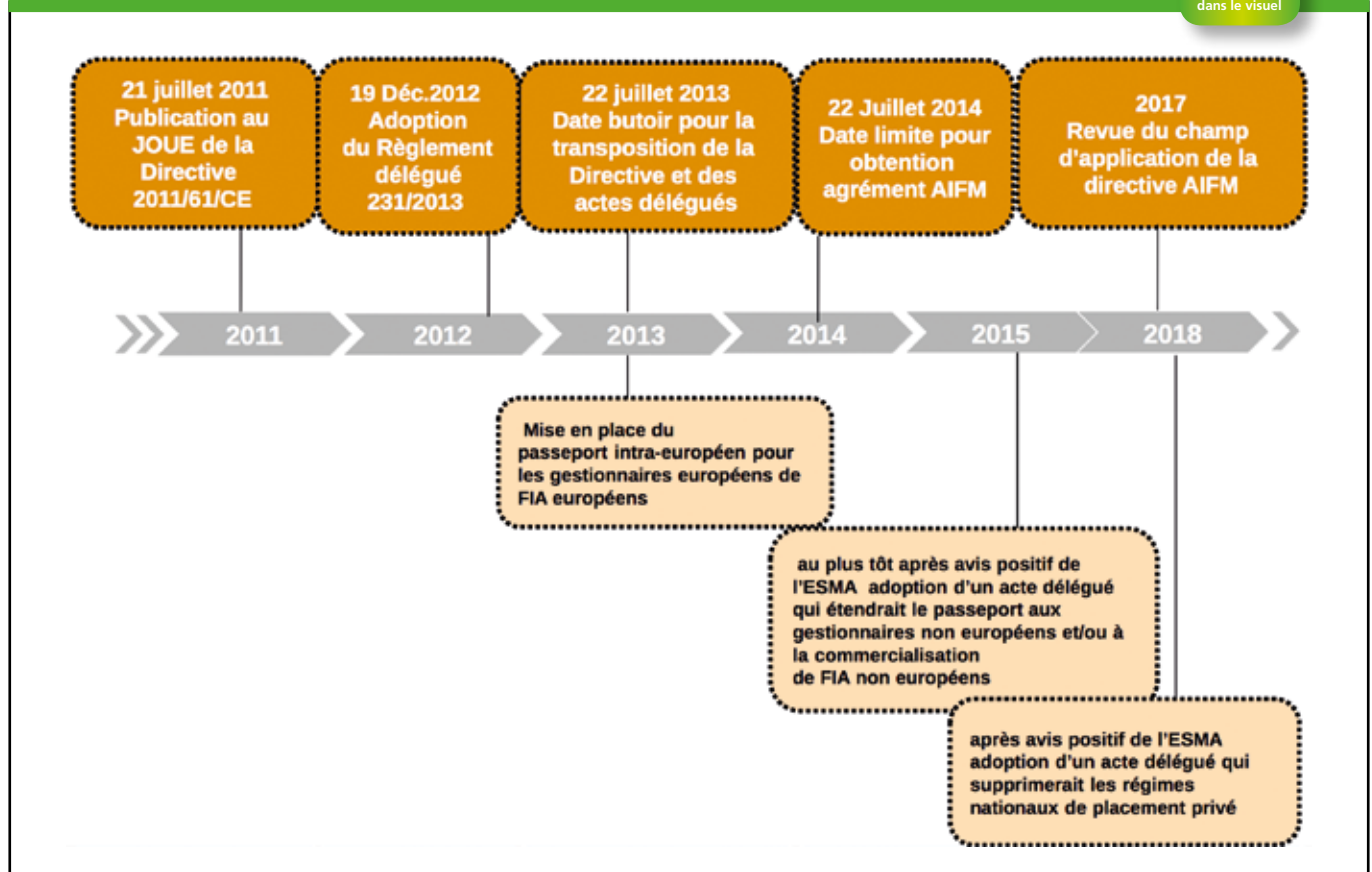 dans le visuel
21 juillet 2011
Publication au
JOUE de la
Directive
2011/61/CE
19 Déc.2012
Adoption
du Règlement
délégué
231/2013
22 juillet 2013
Date butoir pour la
transposition de la
Directive et des
actes délégués
22 Juillet 2014
Date limite pour
obtention
agrément AIFM
2017
Revue du champ
d'application de la
directive AIFM
2011
2012
2013
2014
2015
2018
Mise en place du
passeport intra-européen pour
les gestionnaires européens de
FIA européens
au plus tôt après avis positif de
l'ESMA adoption d'un acte délégué
qui étendrait le passeport aux
gestionnaires non européens et/ou à
la commercialisation
de FIA non européens
après avis positif de l'ESMA
adoption d'un acte délégué qui
supprimerait les régimes
nationaux de placement privé